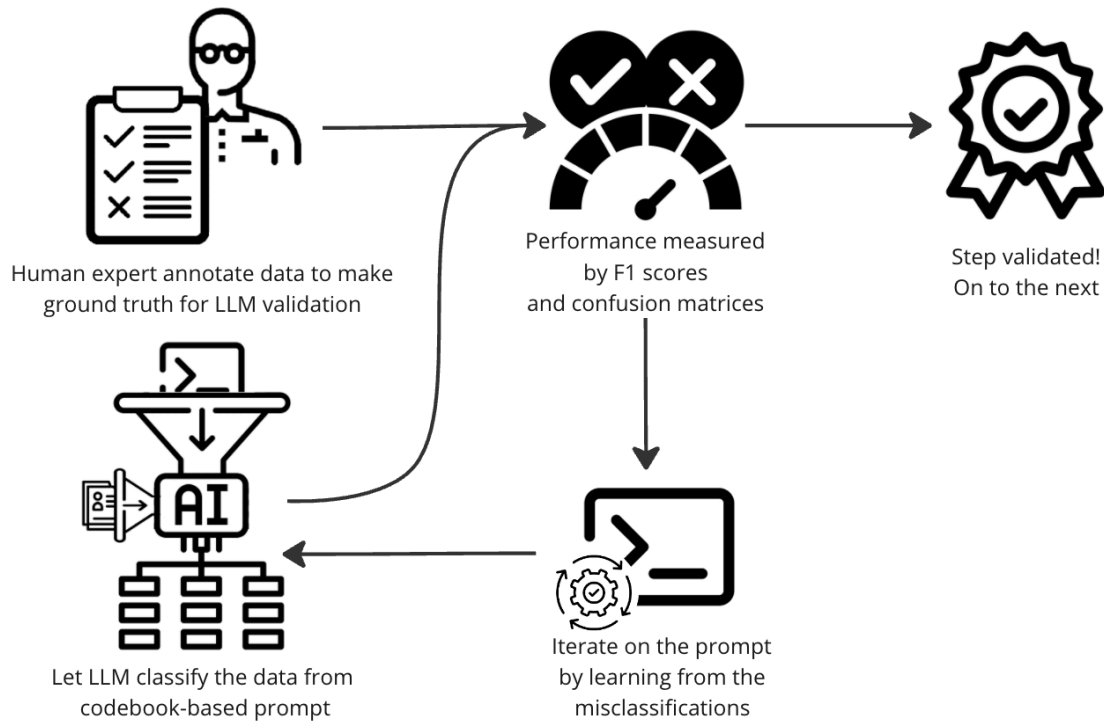 Human expert annotate data to make
ground truth for LLM validation
Performance measured
by F1 scores
and confusion matrices
Step validated!
On to the next
AI
DO
Let LLM classify the data from
codebook-based prompt
Iterate on the prompt
by learning from the
misclassifications